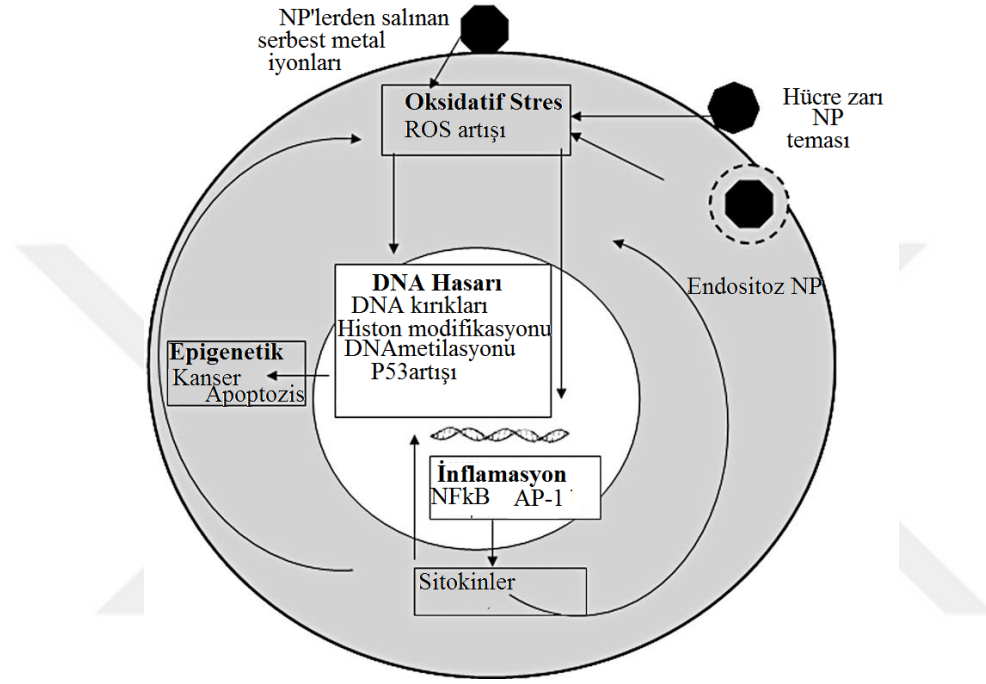 NP'lerden salınan
serbest metal
iyonları
Oksidatif Stres
ROS artışı
Hücre zarı
NP
teması
Endositoz NP
DNA Hasarı
DNA kırıkları
Histon modifikasyonu
DNAmetilasyonu
P53artışı
Epigenetik
Kanser
Apoptozis
İnflamasyon
NFkB AP-1
Sitokinler